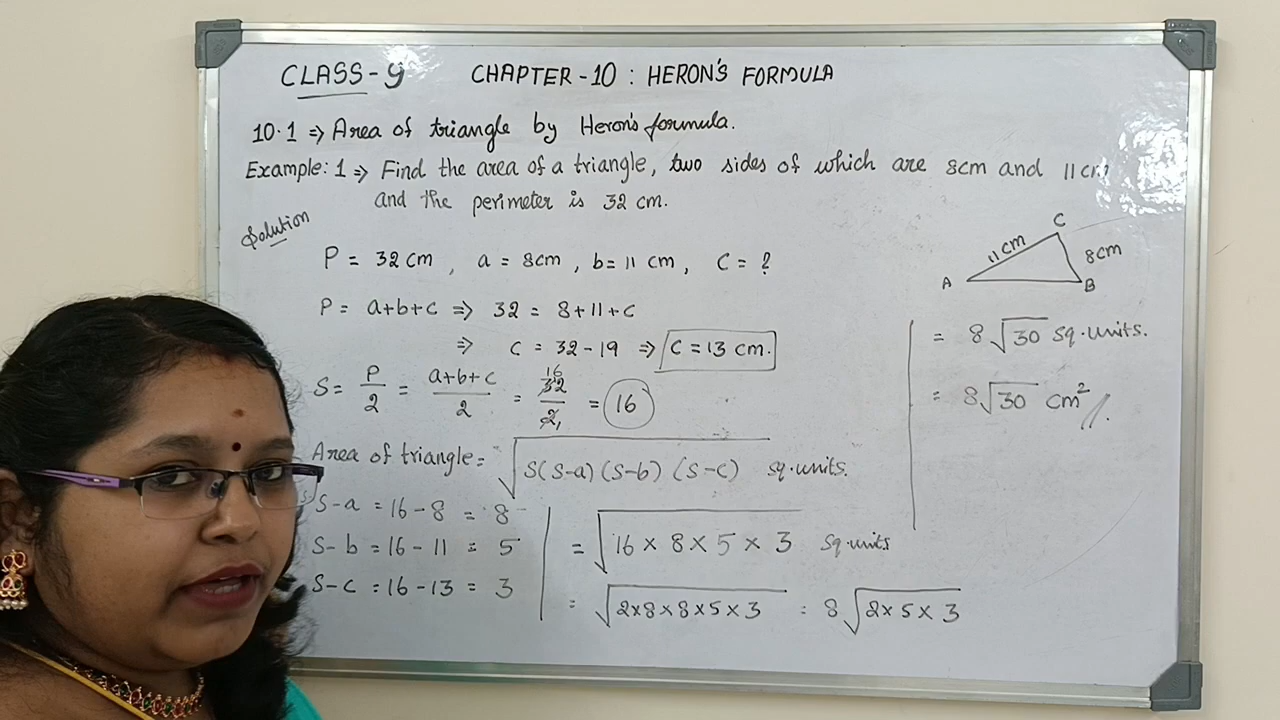 CLASS-9 CHAPTER-10 : HERON'S FORMULA
10.1 ⇒ Area of triangle by Heron's formula.
Example: 1 ⇒ Find the area of a triangle, two sides of which are 8cm and 11 cm
and the perimeter is 32 cm.
Solution
P = 32 cm , a = 8cm , b= 11 cm, C = ?
P = a+b+c ⇒ 32 = 8+11+c
⇒ c = 32-19 ⇒ C = 13 cm.
S = P/2 = a+b+c/2 = 16 32/2 1 = 16
Area of triangle = √S(S-a)(S-b)(S-c) sq.units.
S-a = 16-8 = 8
S-b = 16-11 = 5
S-c = 16-13 = 3
= √16 × 8 × 5 × 3 sq.units
= √2×8×8×5×3 = 8√2×5×3
C
11 cm
8cm
A
B
= 8√30 sq.units.
= 8√30 cm² //.